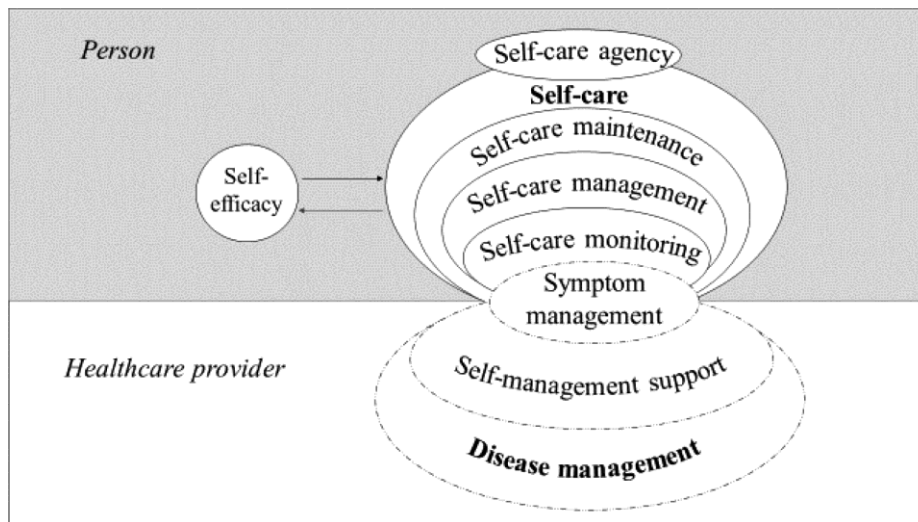 Person
Self-care agency
Self-care
Self-care maintenance
Self-
efficacy
Self-care management
Self-care monitoring
Symptom
management
Healthcare provider
Self-management support
Disease management